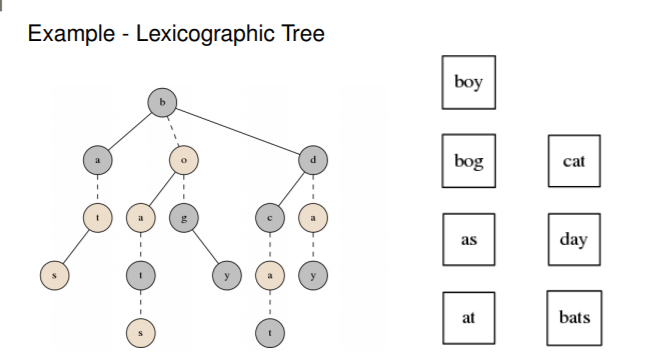 Example - Lexicographic Tree
b
a o d
t a g c a
s t y a y
s t
boy
bog cat
as day
at bats